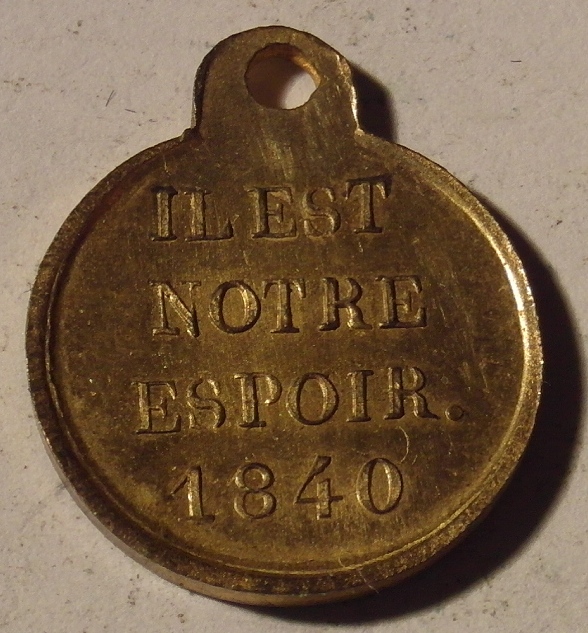 IL EST
NOTRE
ESPOIR.
1840